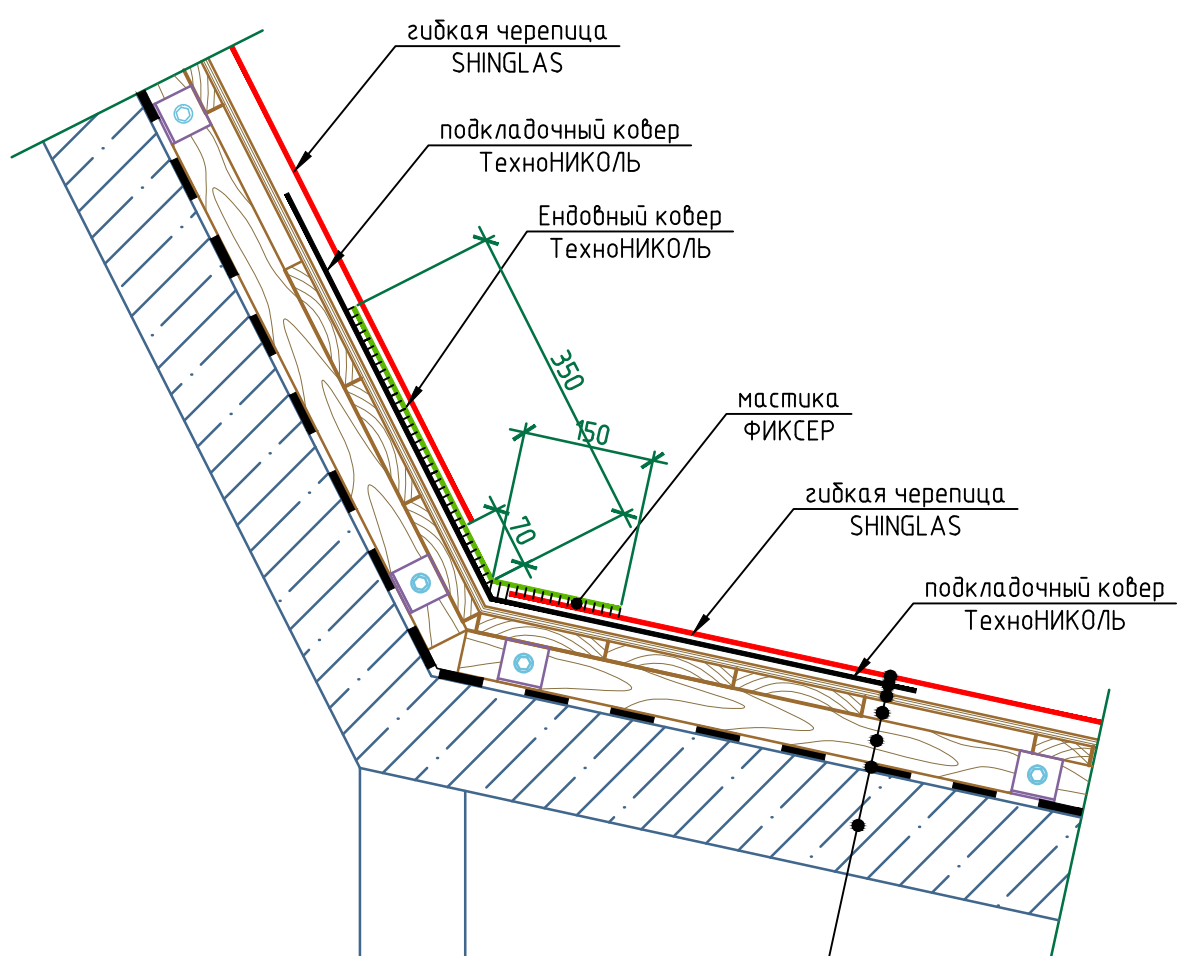 гибкая черепица
SHINGLAS
подкладочный ковер
ТехноНИКОЛЬ
Ендовный ковер
ТехноНИКОЛЬ
350
мастика
ФИКСЕР
150
70
гибкая черепица
SHINGLAS
подкладочный ковер
ТехноНИКОЛЬ